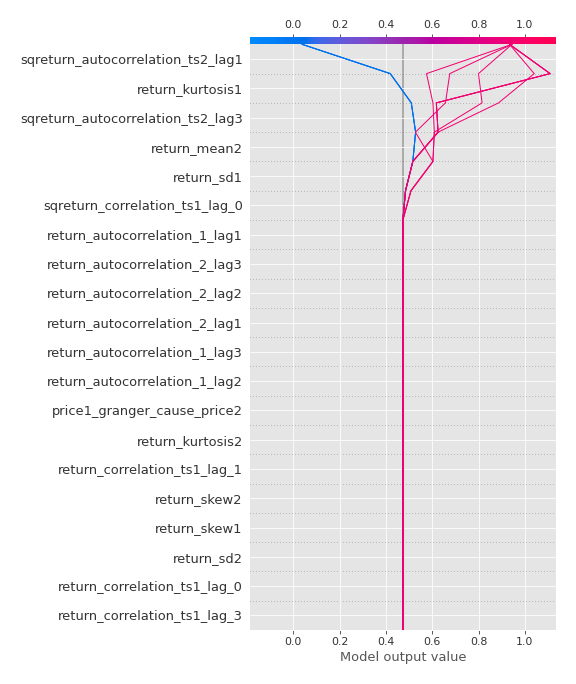 0.0 0.2 0.4 0.6 0.8 1.0
sqreturn_autocorrelation_ts2_lag1
return_kurtosis1
sqreturn_autocorrelation_ts2_lag3
return_mean2
return_sd1
sqreturn_correlation_ts1_lag_0
return_autocorrelation_1_lag1
return_autocorrelation_2_lag3
return_autocorrelation_2_lag2
return_autocorrelation_2_lag1
return_autocorrelation_1_lag3
return_autocorrelation_1_lag2
price1_granger_cause_price2
return_kurtosis2
return_correlation_ts1_lag_1
return_skew2
return_skew1
return_sd2
return_correlation_ts1_lag_0
return_correlation_ts1_lag_3
0.0 0.2 0.4 0.6 0.8 1.0
Model output value